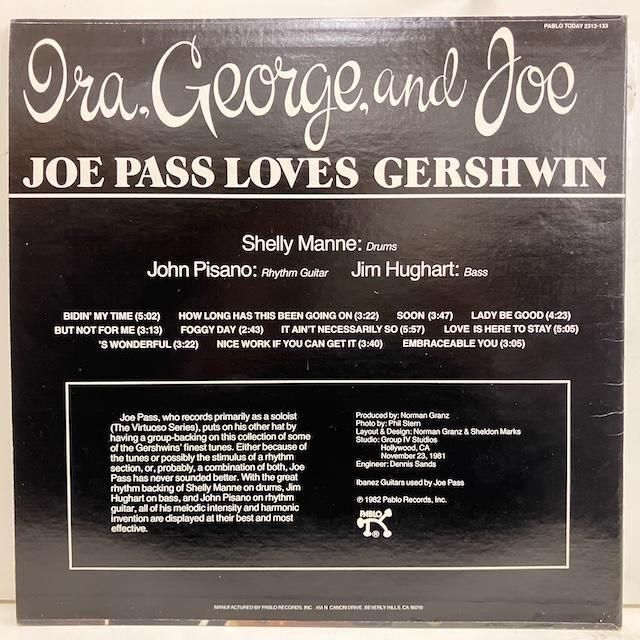 PABLO TODAY 2312-133
Ira, George, and Joe
JOE PASS LOVES GERSHWIN
Shelly Manne: Drums
John Pisano: Rhythm Guitar Jim Hughart: Bass
BIDIN' MY TIME (5:02) HOW LONG HAS THIS BEEN GOING ON (3:22) SOON (3:47) LADY BE GOOD (4:23)
BUT NOT FOR ME (3:13) FOGGY DAY (2:43) IT AIN'T NECESSARILY SO (5:57) LOVE IS HERE TO STAY (5:05)
'S WONDERFUL (3:22) NICE WORK IF YOU CAN GET IT (3:40) EMBRACEABLE YOU (3:05)
Joe Pass, who records primarily as a soloist
(The Virtuoso Series), puts on his other hat by
having a group-backing on this collection of some
of the Gershwins' finest tunes. Either because of
the tunes or possibly the stimulus of a rhythm
section, or, probably, a combination of both, Joe
Pass has never sounded better. With the great
rhythm backing of Shelly Manne on drums, Jim
Hughart on bass, and John Pisano on rhythm
guitar, all of his melodic intensity and harmonic
invention are displayed at their best and most
effective.
Produced by: Norman Granz
Photo by: Phil Stern
Layout & Design: Norman Granz & Sheldon Marks
Studio: Group IV Studios
Hollywood, CA
November 23, 1981
Engineer: Dennis Sands
Ibanez Guitars used by Joe Pass
℗ 1982 Pablo Records, Inc.
PABLO
®
MANUFACTURED BY PABLO RECORDS, INC. 451 N. CANON DRIVE, BEVERLY HILLS, CA 90210